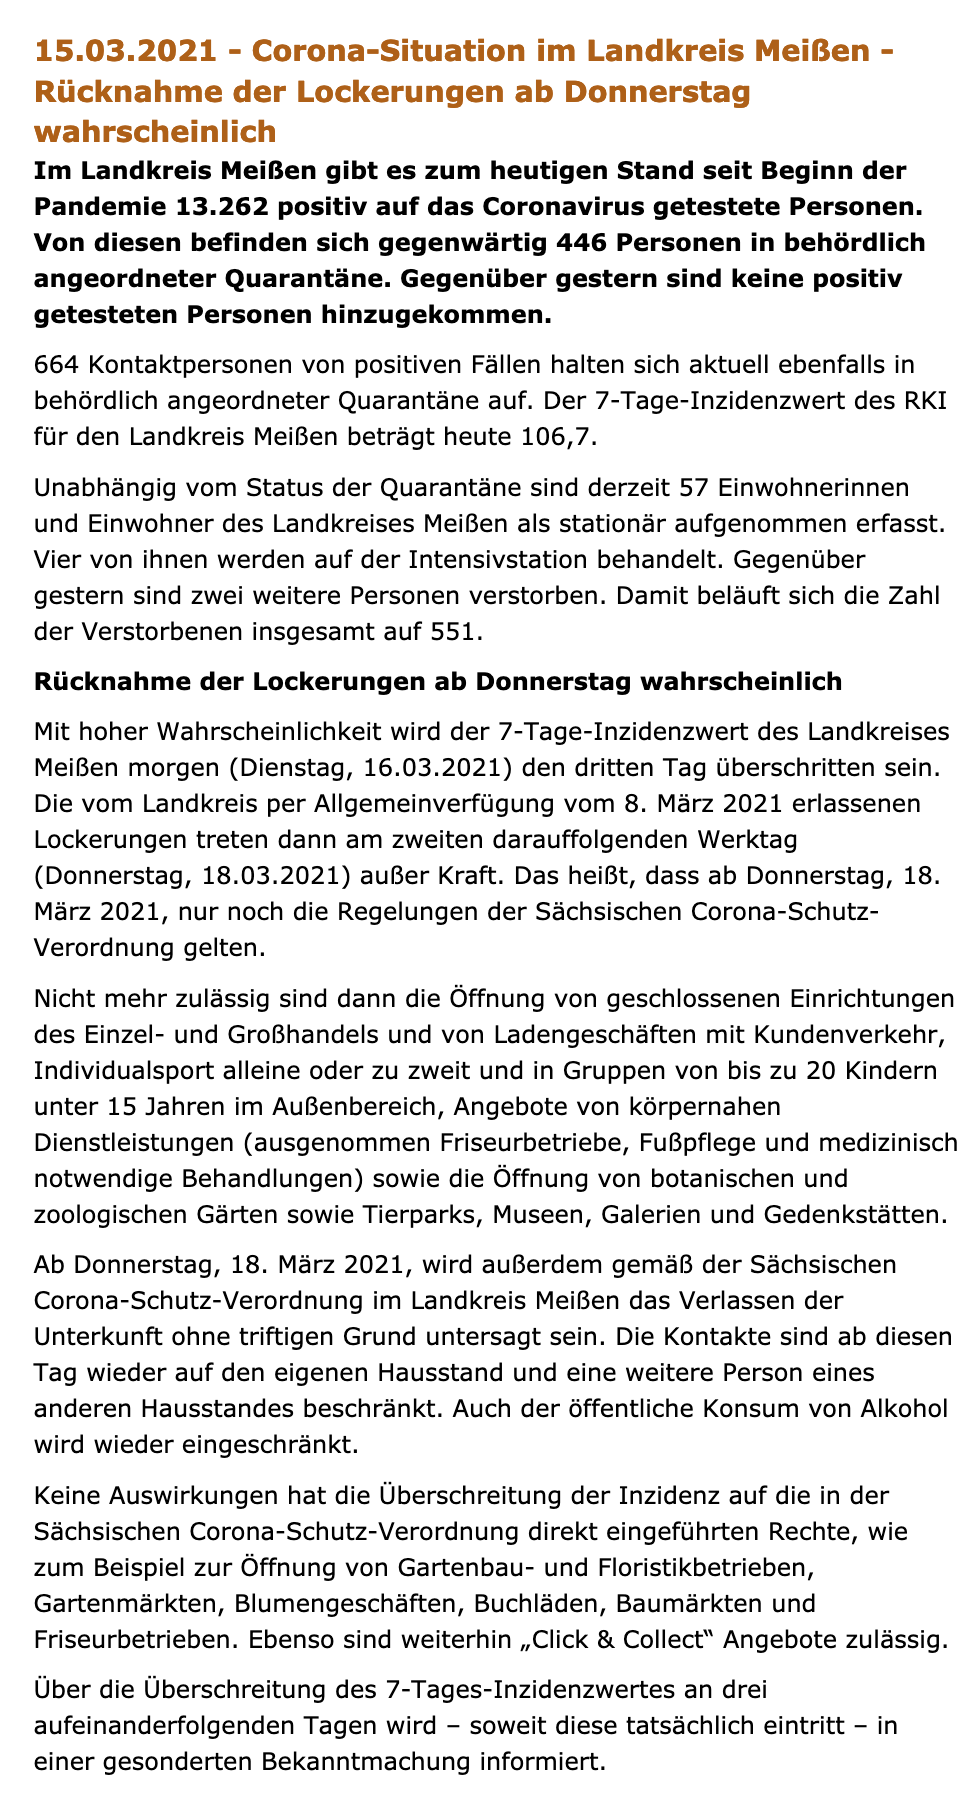 15.03.2021 - Corona-Situation im Landkreis Meißen -
Rücknahme der Lockerungen ab Donnerstag
wahrscheinlich
Im Landkreis Meißen gibt es zum heutigen Stand seit Beginn der
Pandemie 13.262 positiv auf das Coronavirus getestete Personen.
Von diesen befinden sich gegenwärtig 446 Personen in behördlich
angeordneter Quarantäne. Gegenüber gestern sind keine positiv
getesteten Personen hinzugekommen.
664 Kontaktpersonen von positiven Fällen halten sich aktuell ebenfalls in
behördlich angeordneter Quarantäne auf. Der 7-Tage-Inzidenzwert des RKI
für den Landkreis Meißen beträgt heute 106,7.
Unabhängig vom Status der Quarantäne sind derzeit 57 Einwohnerinnen
und Einwohner des Landkreises Meißen als stationär aufgenommen erfasst.
Vier von ihnen werden auf der Intensivstation behandelt. Gegenüber
gestern sind zwei weitere Personen verstorben. Damit beläuft sich die Zahl
der Verstorbenen insgesamt auf 551.
Rücknahme der Lockerungen ab Donnerstag wahrscheinlich
Mit hoher Wahrscheinlichkeit wird der 7-Tage-Inzidenzwert des Landkreises
Meißen morgen (Dienstag, 16.03.2021) den dritten Tag überschritten sein.
Die vom Landkreis per Allgemeinverfügung vom 8. März 2021 erlassenen
Lockerungen treten dann am zweiten darauffolgenden Werktag
(Donnerstag, 18.03.2021) außer Kraft. Das heißt, dass ab Donnerstag, 18.
März 2021, nur noch die Regelungen der Sächsischen Corona-Schutz-
Verordnung gelten.
Nicht mehr zulässig sind dann die Öffnung von geschlossenen Einrichtungen
des Einzel- und Großhandels und von Ladengeschäften mit Kundenverkehr,
Individualsport alleine oder zu zweit und in Gruppen von bis zu 20 Kindern
unter 15 Jahren im Außenbereich, Angebote von körpernahen
Dienstleistungen (ausgenommen Friseurbetriebe, Fußpflege und medizinisch
notwendige Behandlungen) sowie die Öffnung von botanischen und
zoologischen Gärten sowie Tierparks, Museen, Galerien und Gedenkstätten.
Ab Donnerstag, 18. März 2021, wird außerdem gemäß der Sächsischen
Corona-Schutz-Verordnung im Landkreis Meißen das Verlassen der
Unterkunft ohne triftigen Grund untersagt sein. Die Kontakte sind ab diesen
Tag wieder auf den eigenen Hausstand und eine weitere Person eines
anderen Hausstandes beschränkt. Auch der öffentliche Konsum von Alkohol
wird wieder eingeschränkt.
Keine Auswirkungen hat die Überschreitung der Inzidenz auf die in der
Sächsischen Corona-Schutz-Verordnung direkt eingeführten Rechte, wie
zum Beispiel zur Öffnung von Gartenbau- und Floristikbetrieben,
Gartenmärkten, Blumengeschäften, Buchläden, Baumärkten und
Friseurbetrieben. Ebenso sind weiterhin „Click & Collect‟ Angebote zulässig.
Über die Überschreitung des 7-Tages-Inzidenzwertes an drei
aufeinanderfolgenden Tagen wird – soweit diese tatsächlich eintritt – in
einer gesonderten Bekanntmachung informiert.